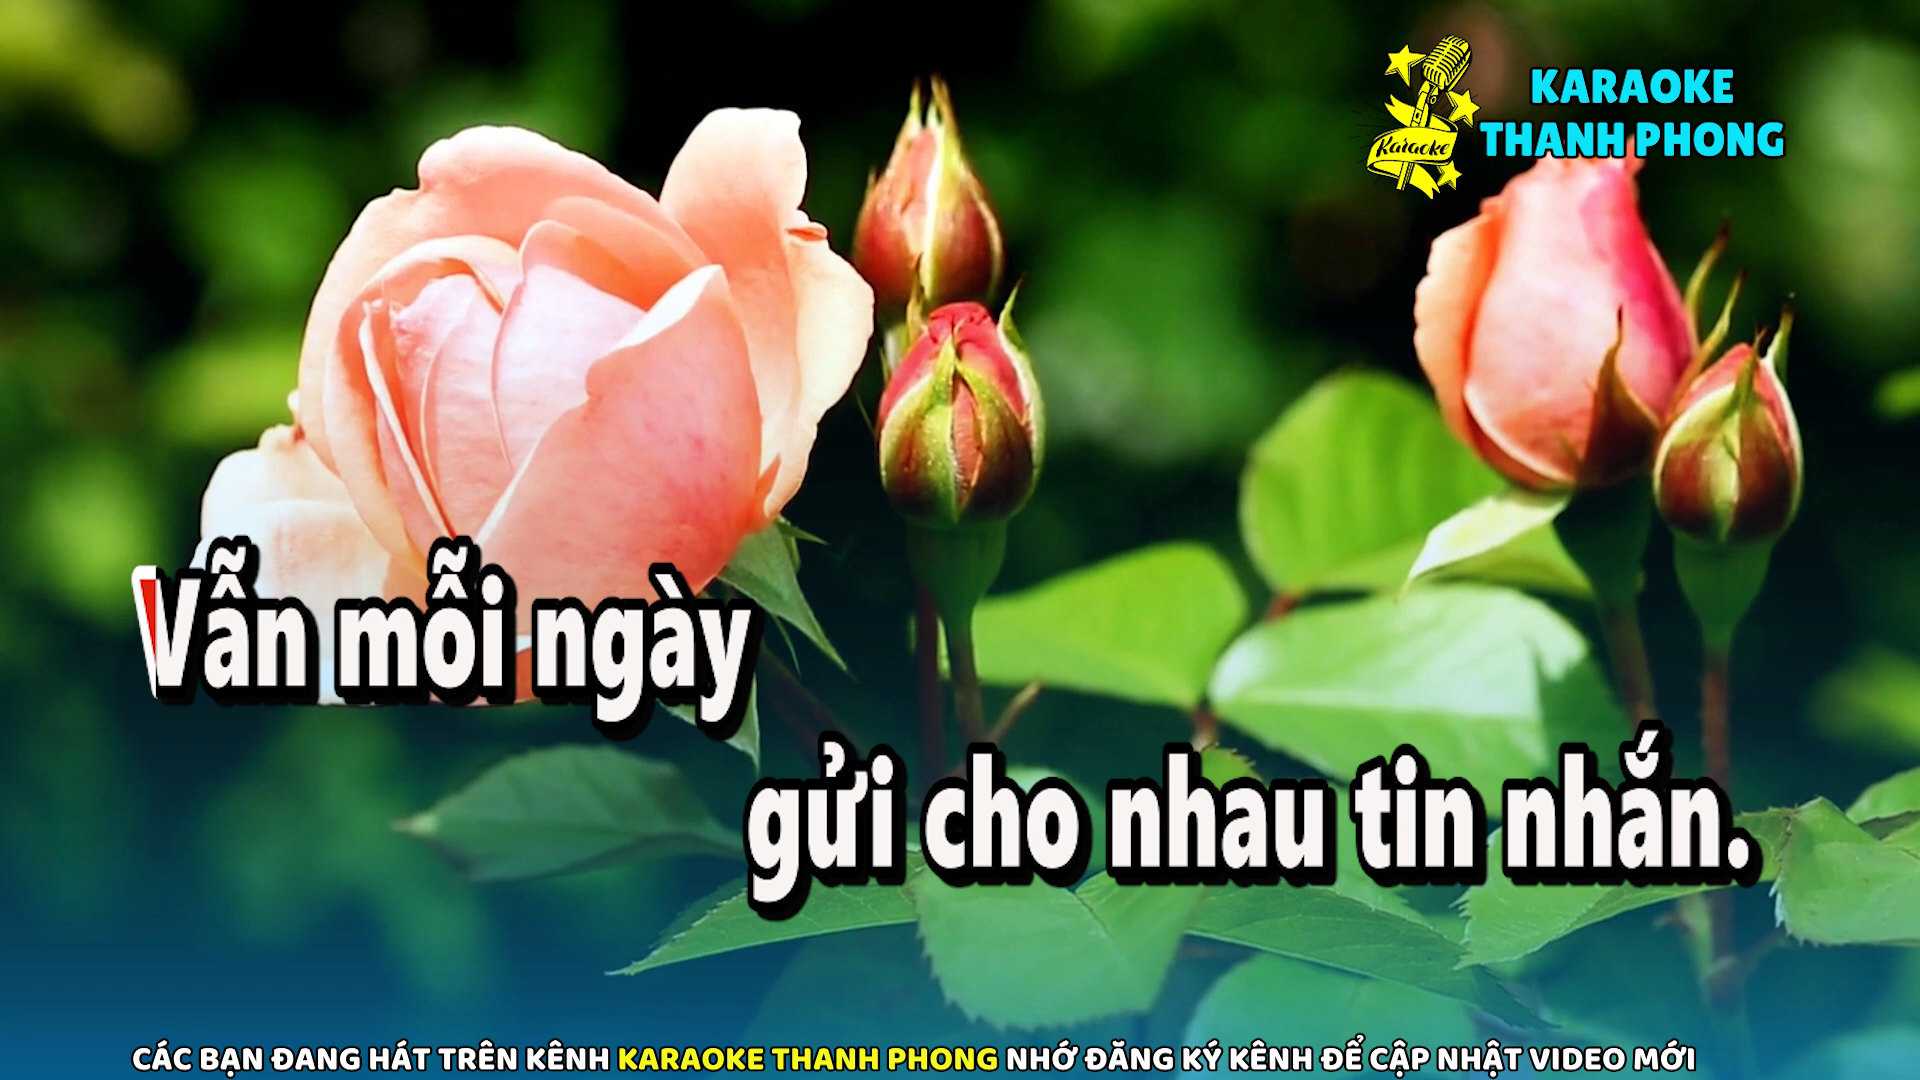 KARAOKE
THANH PHONG
Karaoke
Vẫn mỗi ngày
gửi cho nhau tin nhắn.
CÁC BẠN ĐANG HÁT TRÊN KÊNH KARAOKE THANH PHONG NHỚ ĐĂNG KÝ KÊNH ĐỂ CẬP NHẬT VIDEO MỚI